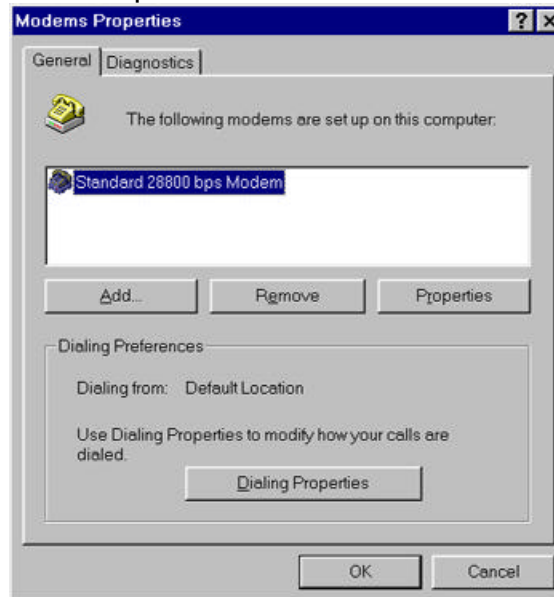 Modems Properties
General Diagnostics
The following modems are set up on this computer:
Standard 28800 bps Modem
Add... Remove Properties
Dialing Preferences
Dialing from: Default Location
Use Dialing Properties to modify how your calls are
dialed.
Dialing Properties
OK Cancel